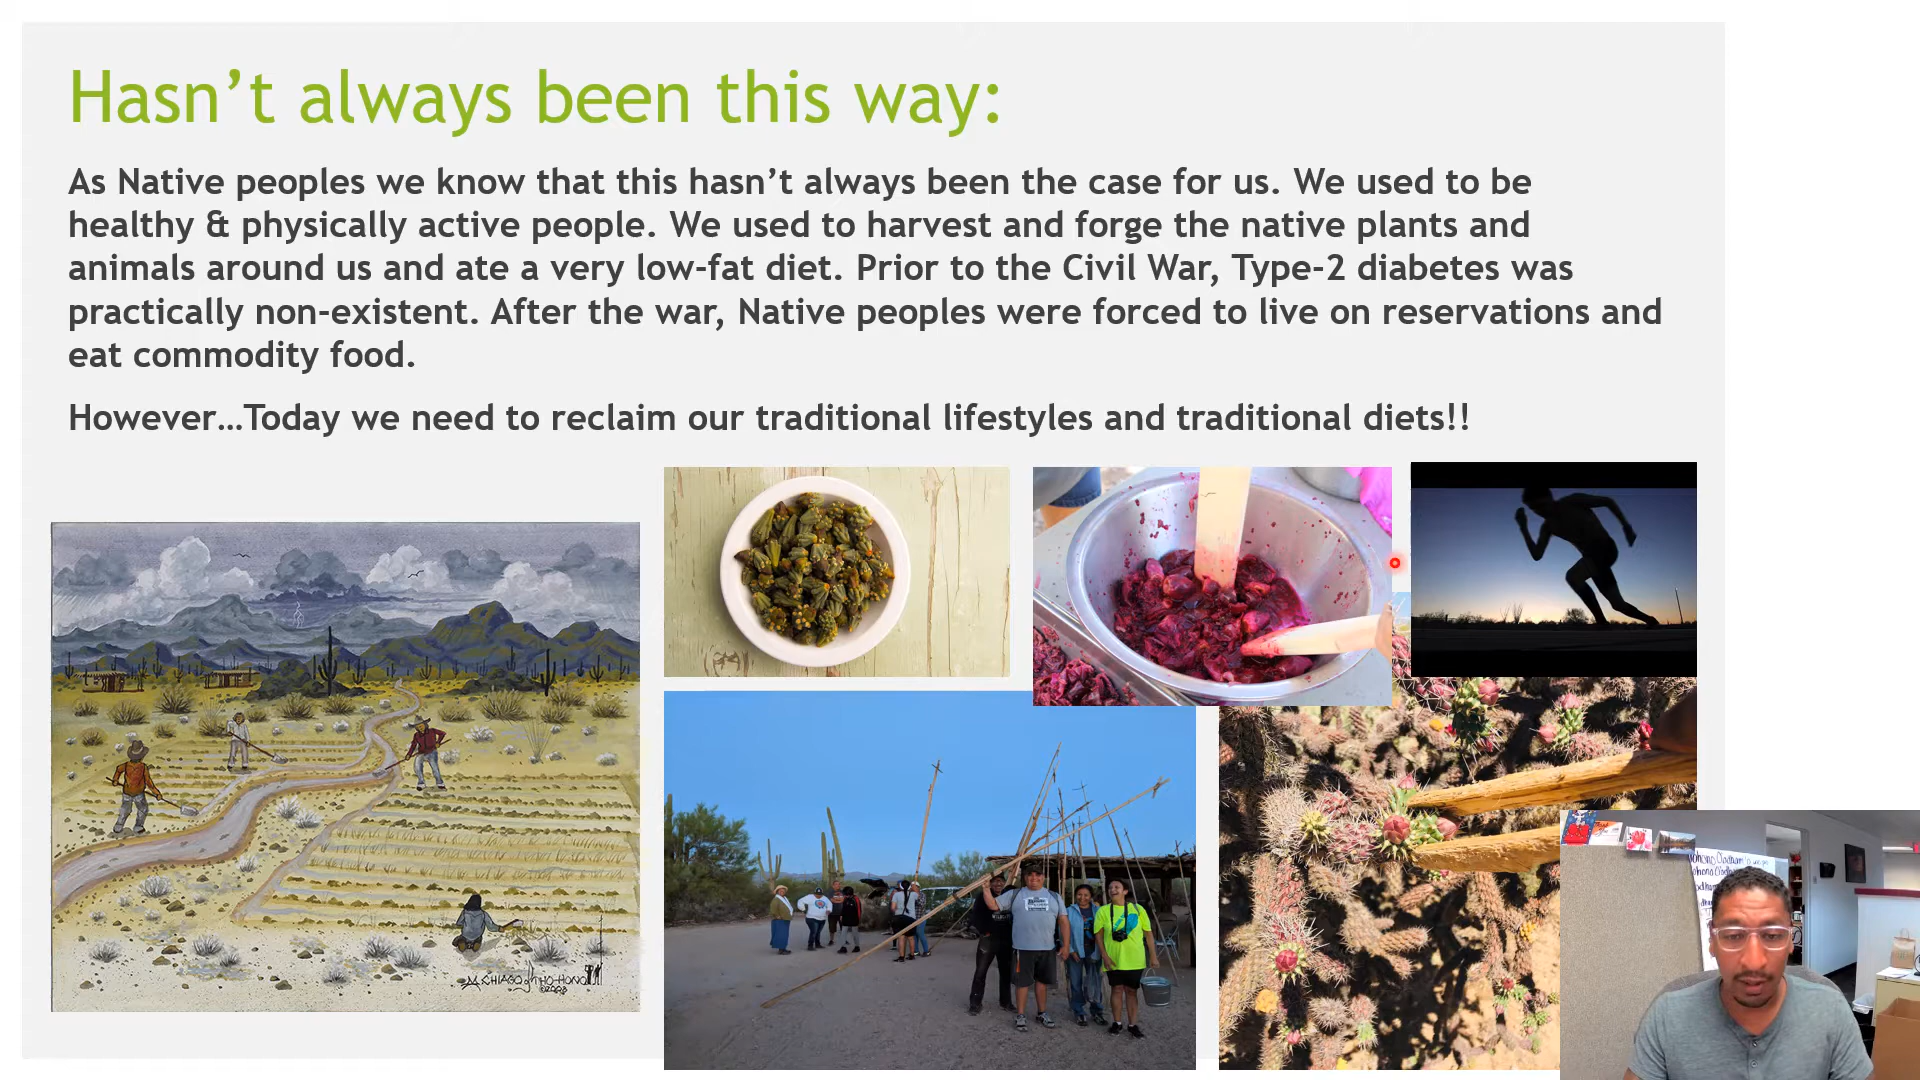 Hasn’t always been this way:
As Native peoples we know that this hasn’t always been the case for us. We used to be
healthy & physically active people. We used to harvest and forge the native plants and
animals around us and ate a very low-fat diet. Prior to the Civil War, Type-2 diabetes was
practically non-existent. After the war, Native peoples were forced to live on reservations and
eat commodity food.
However…Today we need to reclaim our traditional lifestyles and traditional diets!!
M CHIAGO